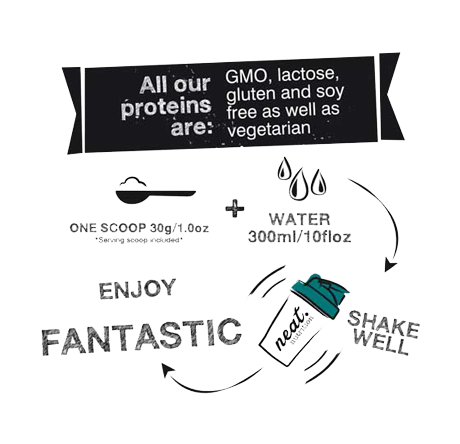 All our
proteins
are:
GMO, lactose,
gluten and soy
free as well as
vegetarian
ONE SCOOP 30g/1.0oz
*Serving scoop included*
+
WATER
300ml/10floz
SHAKE
WELL
neat.
nutrition
ENJOY
FANTASTIC